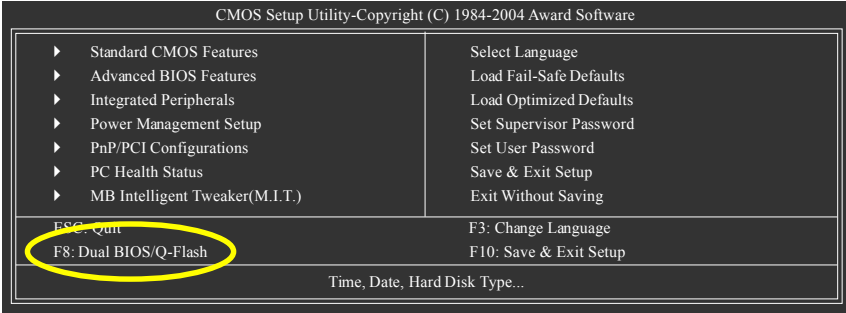 CMOS Setup Utility-Copyright (C) 1984-2004 Award Software
Standard CMOS Features
Advanced BIOS Features
Integrated Peripherals
Power Management Setup
PnP/PCI Configurations
PC Health Status
MB Intelligent Tweaker(M.I.T.)
Select Language
Load Fail-Safe Defaults
Load Optimized Defaults
Set Supervisor Password
Set User Password
Save & Exit Setup
Exit Without Saving
ESC: Quit
F3: Change Language
F8: Dual BIOS/Q-Flash
F10: Save & Exit Setup
Time, Date, Hard Disk Type...